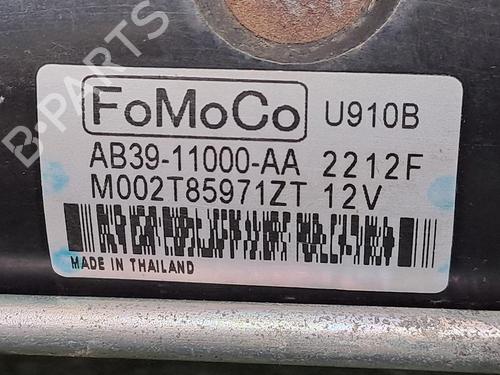 FoMoCo U910B
AB39-11000-AA 2212F
M002T85971ZT 12V
MADE IN THAILAND
B-PARTS